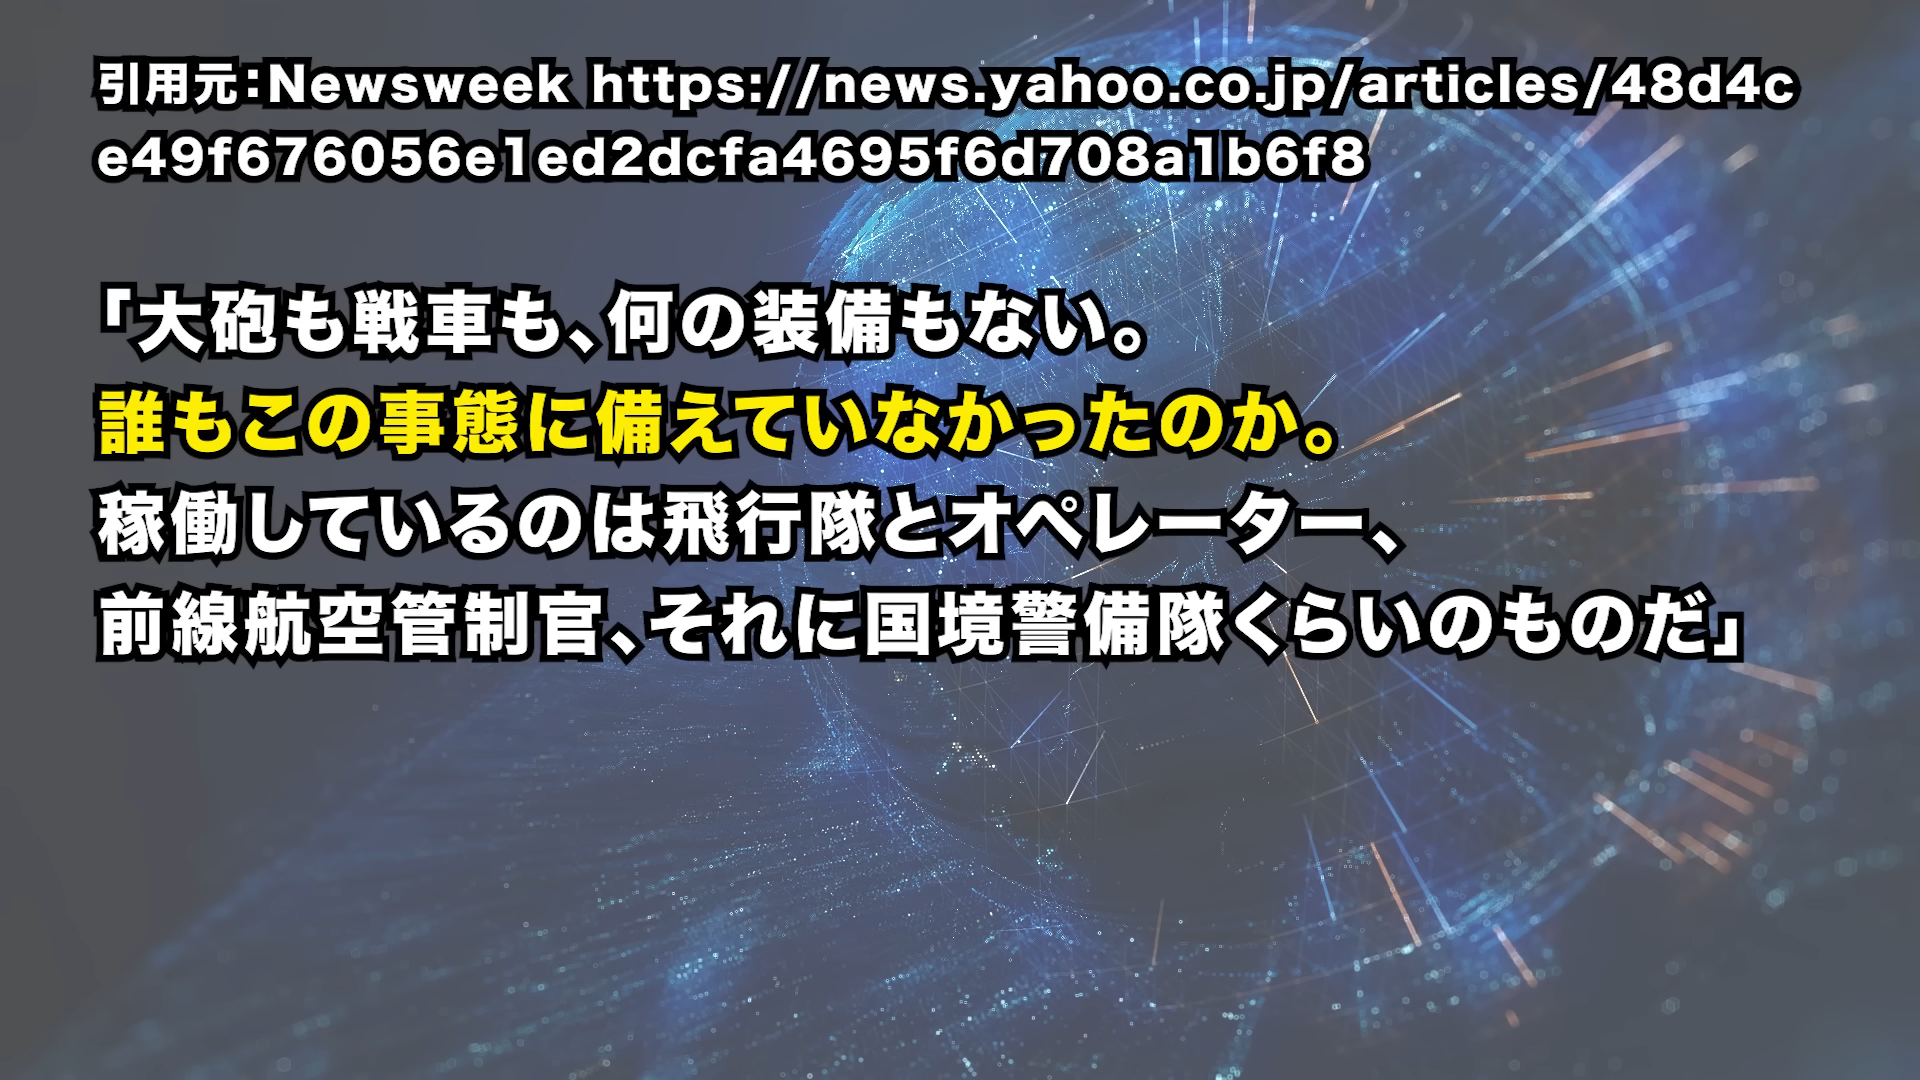 引用元：Newsweek https://news.yahoo.co.jp/articles/48d4c
e49f676056e1ed2dcfa4695f6d708a1b6f8
「大砲も戦車も、何の装備もない。
誰もこの事態に備えていなかったのか。
稼働しているのは飛行隊とオペレーター、
前線航空管制官、それに国境警備隊くらいのものだ」